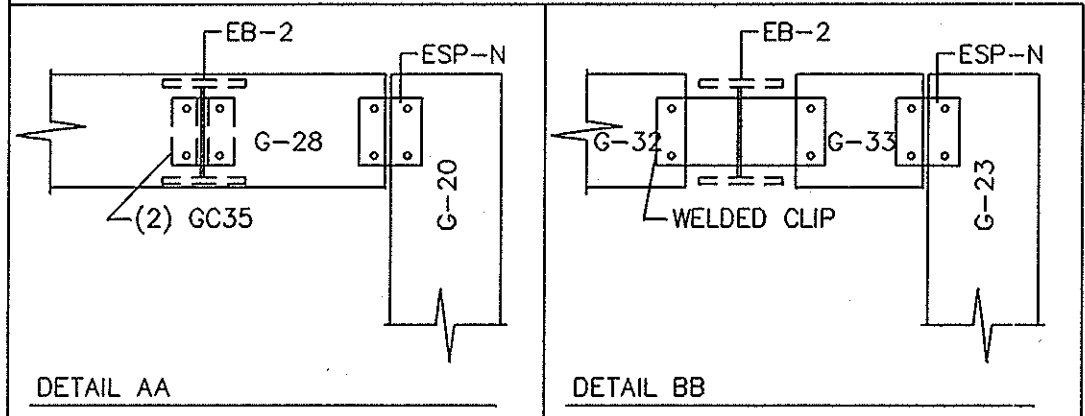 EB-2
ESP-N
G-28
G-20
(2) GC35
DETAIL AA
EB-2
ESP-N
G-32
G-33
G-23
WELDED CLIP
DETAIL BB